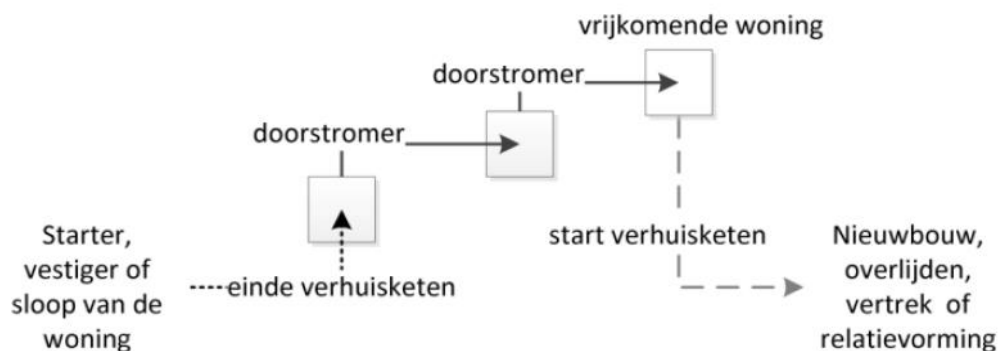 vrijkomende woning
doorstromer
doorstromer
Starter,
vestiger of
sloop van de
woning
einde verhuisketen
start verhuisketen
Nieuwbouw,
overlijden,
vertrek of
relatievorming